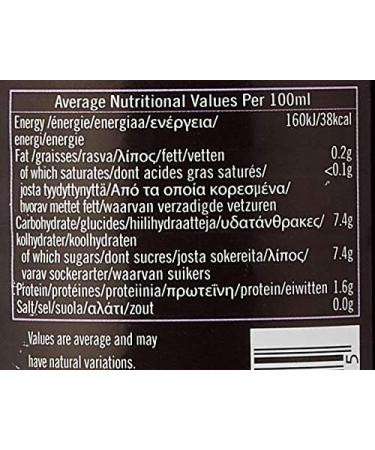 Average Nutritional Values Per 100ml
Energy/énergie/energiaa/ενέργεια/ 160kJ/38kcal
energi/energie
Fat/graisses/rasva/λίπος/fett/vetten 0.2g
of which saturates/dont acides gras saturés/ <0.1g
josta tyydyttynyttä/Από τα οποία κορεσμένα/
hvorav mettet fett/waarvan verzadigde vetzuren
Carbohydrate/glucides/hiilihydraatteja/υδατάνθρακες/ 7.4g
kolhydrater/koolhydraten
of which sugars/dont sucres/josta sokereita/λίπος/ 7.4g
varav sockerarter/waarvan suikers
Protein/protéines/proteiinia/πρωτεΐνη/protein/eiwitten 1.6g
Salt/sel/suola/αλάτι/zout 0.0g
Values are average and may
have natural variations.
5